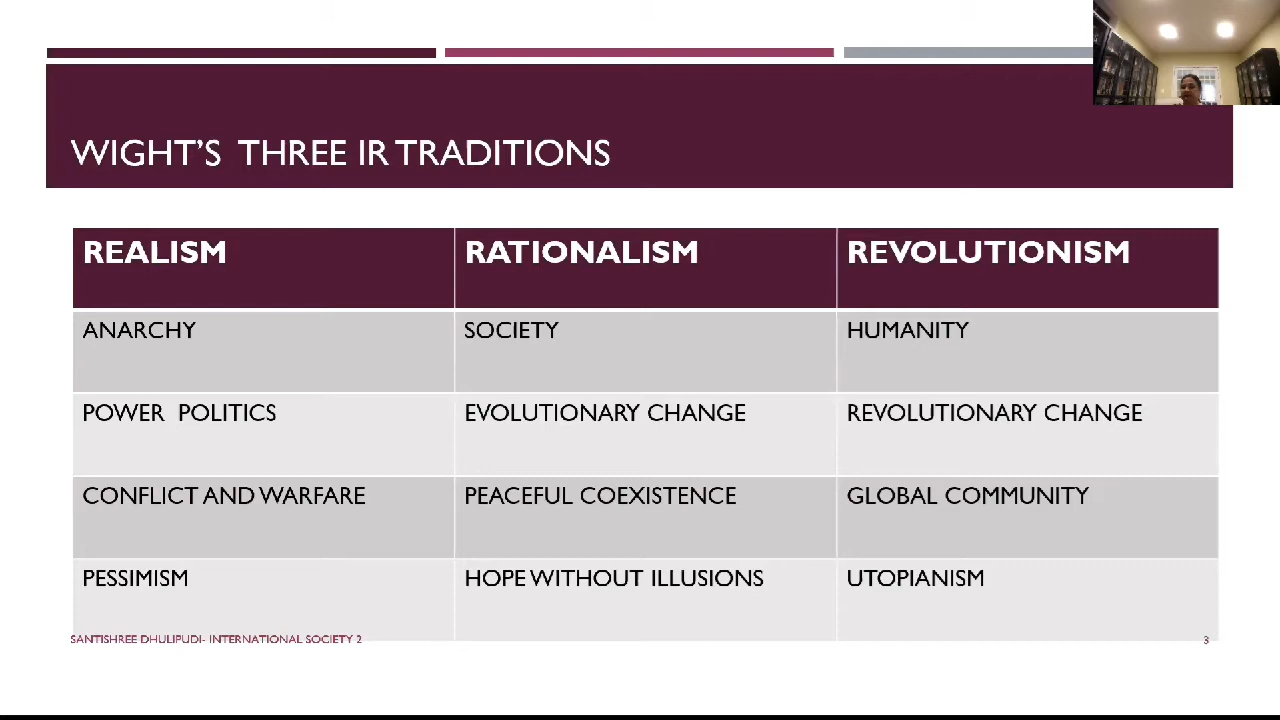 WIGHT'S THREE IR TRADITIONS
REALISM RATIONALISM REVOLUTIONISM
ANARCHY SOCIETY HUMANITY
POWER POLITICS EVOLUTIONARY CHANGE REVOLUTIONARY CHANGE
CONFLICT AND WARFARE PEACEFUL COEXISTENCE GLOBAL COMMUNITY
PESSIMISM HOPE WITHOUT ILLUSIONS UTOPIANISM
SANTISHREE DHULIPUDI- INTERNATIONAL SOCIETY 2 3